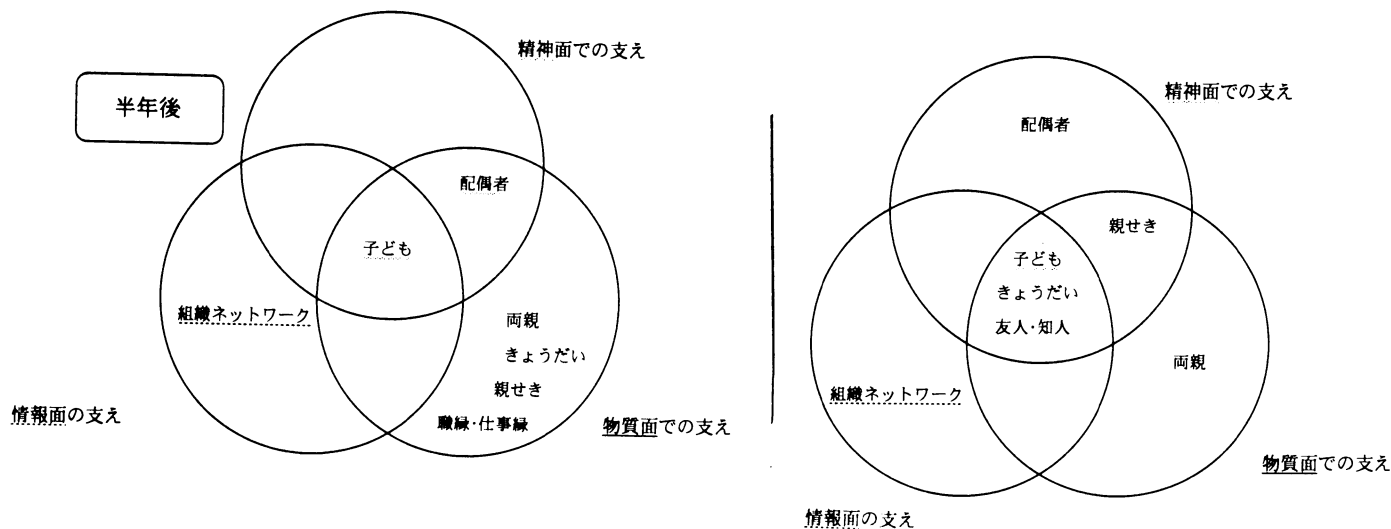 半年後
精神面での支え
配偶者
子ども
組織ネットワーク
両親
きょうだい
親せき
職縁・仕事縁
情報面の支え
物質面での支え
精神面での支え
配偶者
親せき
子ども
きょうだい
友人・知人
両親
組織ネットワーク
物質面での支え
情報面の支え